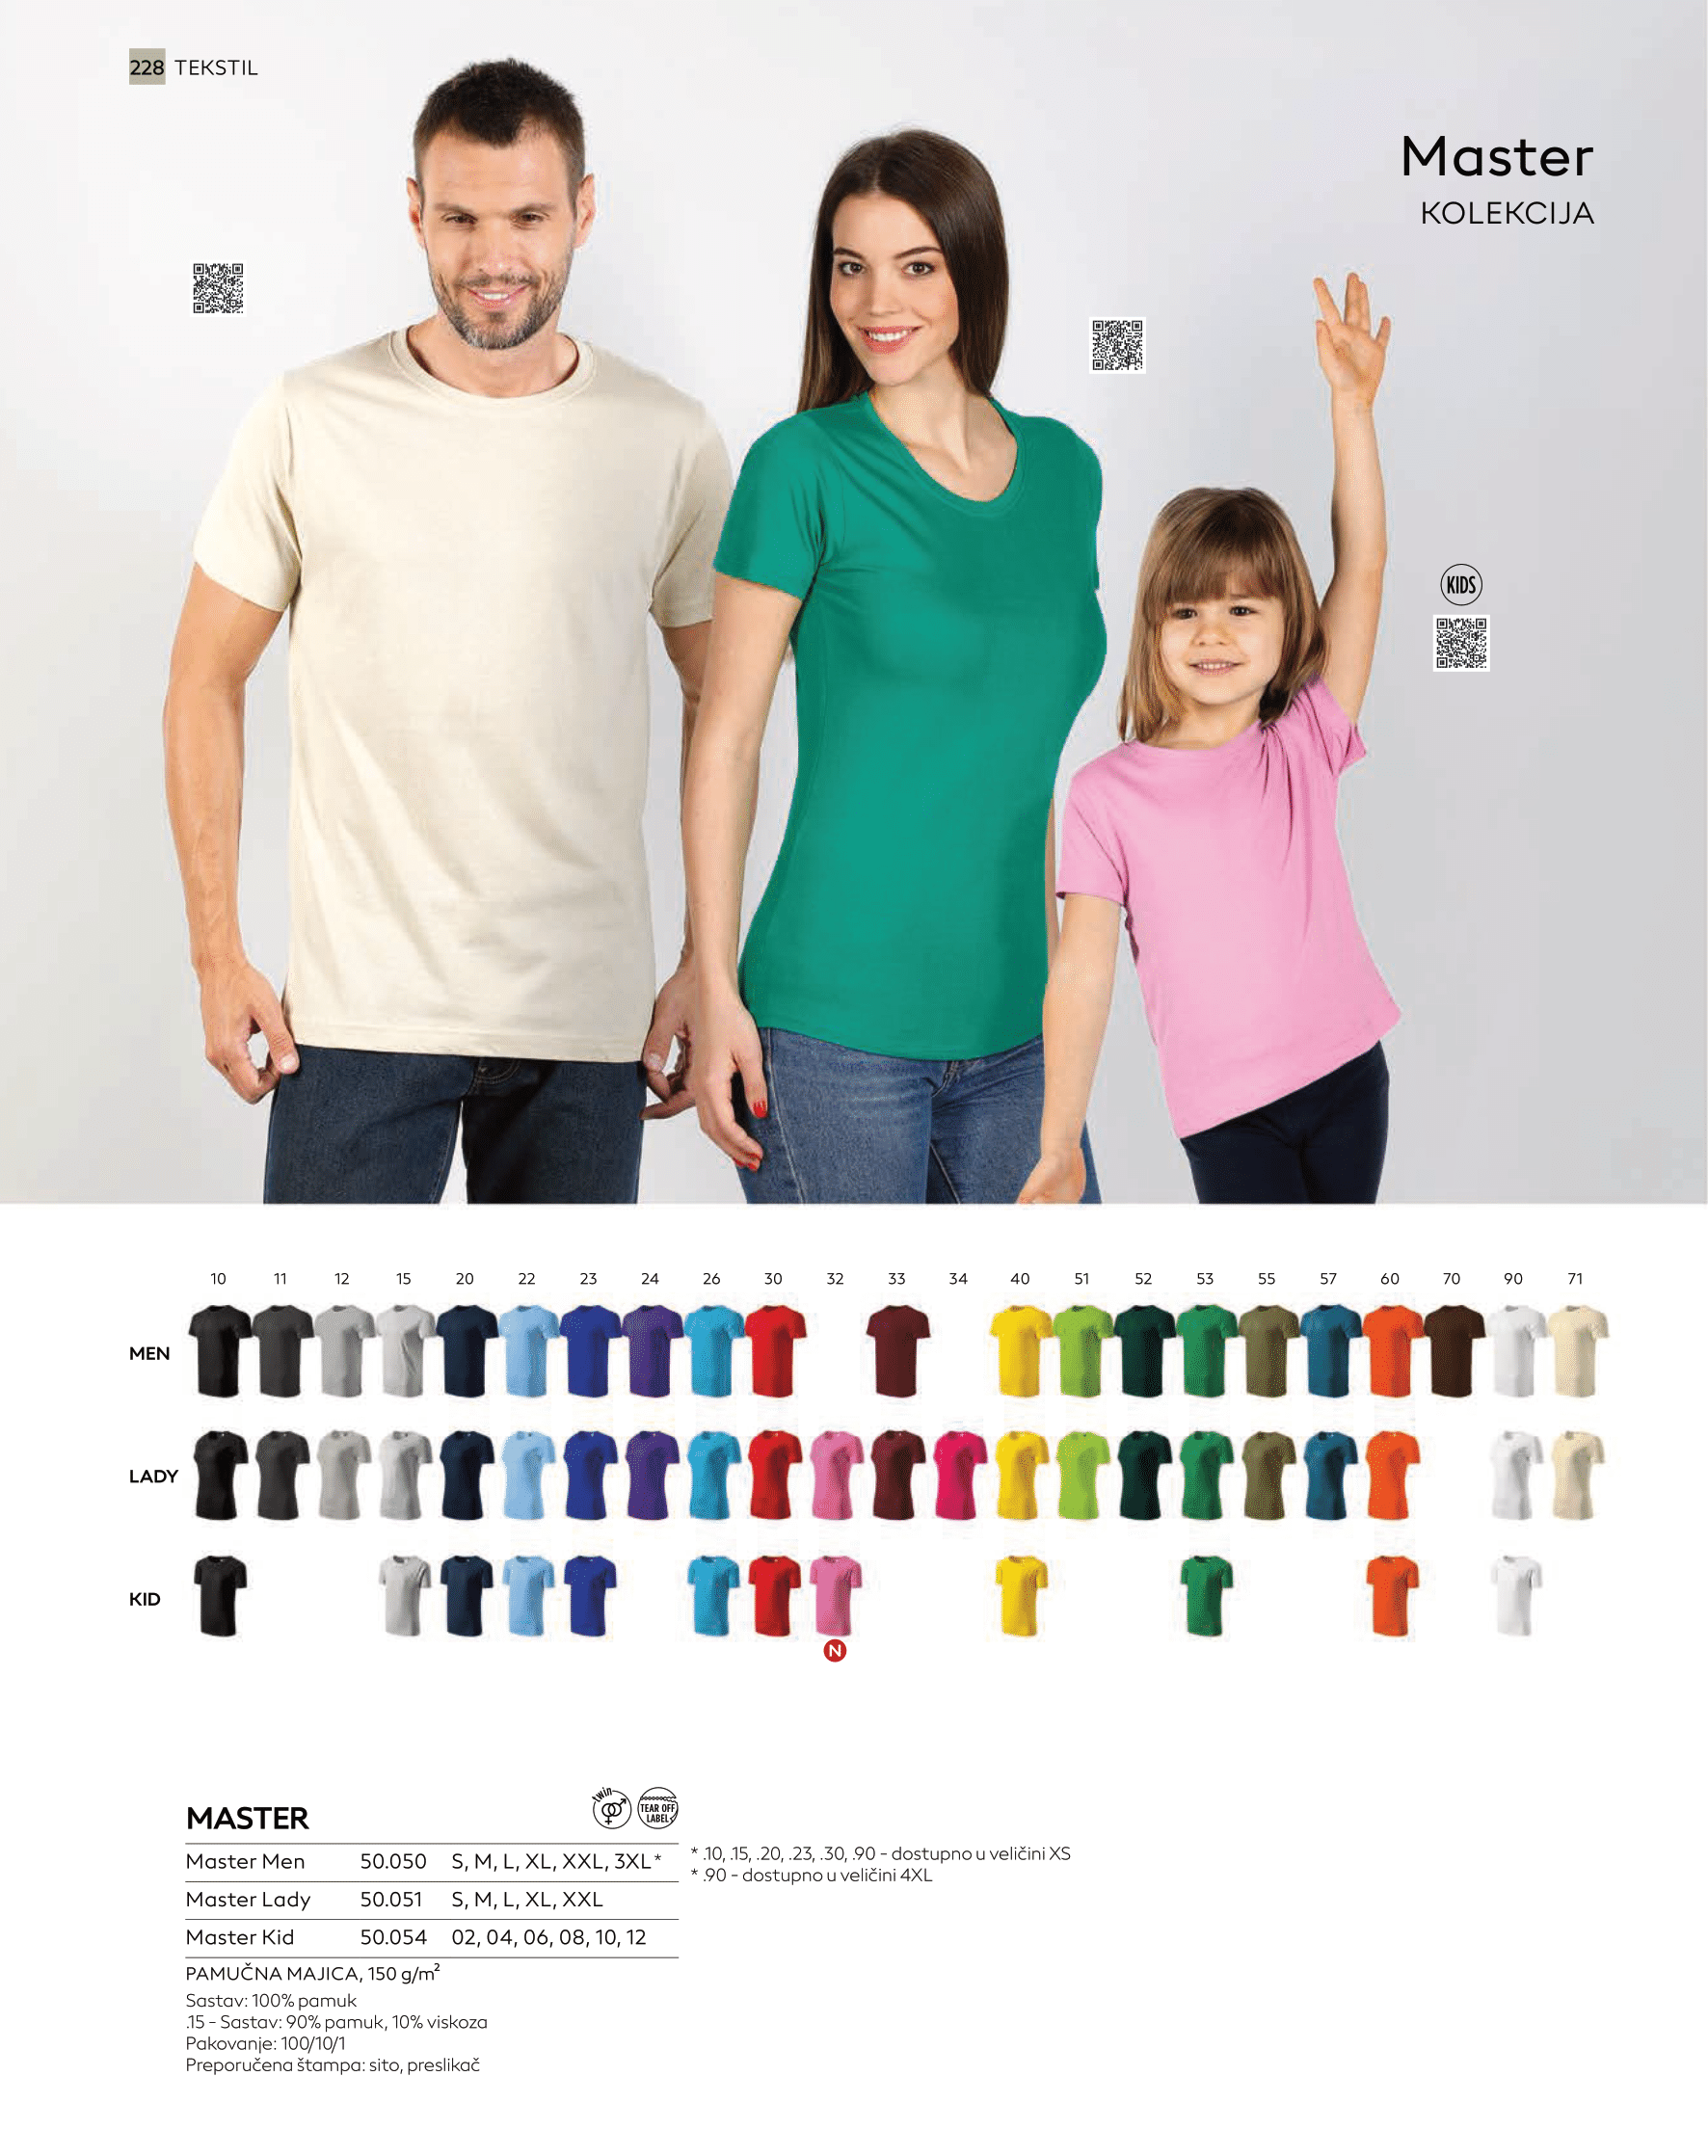 228 TEKSTIL
Master
KOLEKCIJA
KIDS
10 11 12 15 20 22 23 24 26 30 32 33 34 40 51 52 53 55 57 60 70 90 71
MEN
LADY
KID
N
MASTER
twin
TEAR OFF
LABEL
Master Men 50.050 S, M, L, XL, XXL, 3XL*
* .10, .15, .20, .23, .30, .90 - dostupno u veličini XS
* .90 - dostupno u veličini 4XL
Master Lady 50.051 S, M, L, XL, XXL
Master Kid 50.054 02, 04, 06, 08, 10, 12
PAMUČNA MAJICA, 150 g/m²
Sastav: 100% pamuk
.15 - Sastav: 90% pamuk, 10% viskoza
Pakovanje: 100/10/1
Preporučena štampa: sito, preslikač